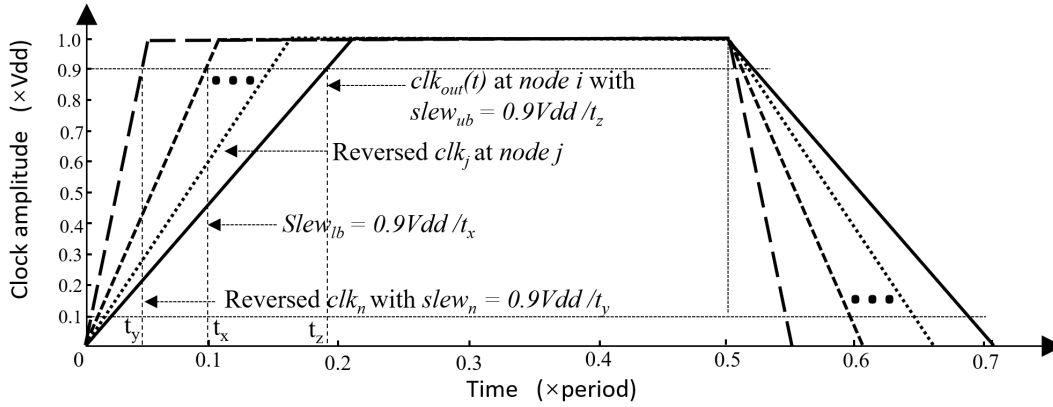 Clock amplitude (×Vdd)
1.0
0.9
0.8
0.7
0.6
0.5
0.4
0.3
0.2
0.1
clk_out(t) at node i with
slew_ub = 0.9Vdd /t_z
Reversed clk_j at node j
Slew_lb = 0.9Vdd /t_x
Reversed clk_n with slew_n = 0.9Vdd /t_y
t_y
t_x
t_z
0
0.1
0.2
0.3
0.4
0.5
0.6
0.7
Time (×period)